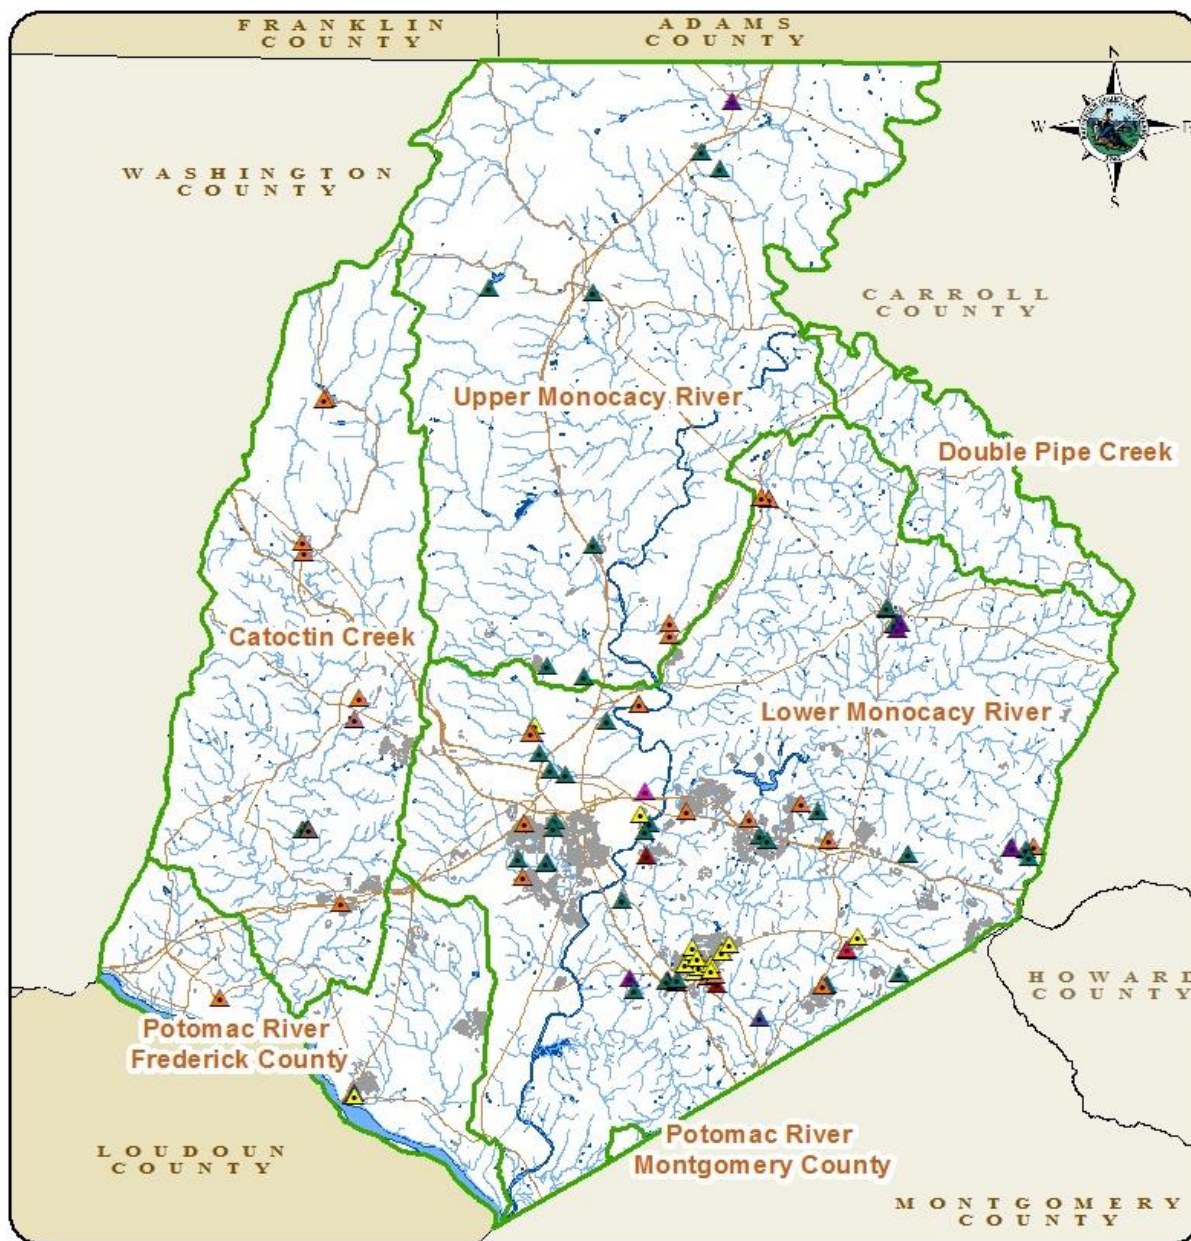 FRANKLIN
COUNTY
ADAMS
COUNTY
N
W
E
S
WASHINGTON
COUNTY
CARROLL
COUNTY
Upper Monocacy River
Double Pipe Creek
Catoctin Creek
Lower Monocacy River
HOWARD
COUNTY
Potomac River
Frederick County
Potomac River
Montgomery County
LOUDOUN
COUNTY
MONTGOMERY
COUNTY